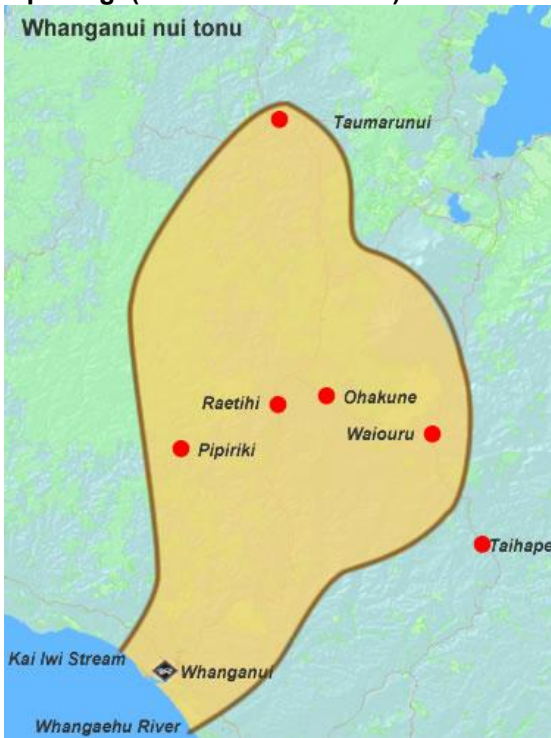 Whanganui nui tonu
Taumarunui
Raetihi
Ohakune
Waiouru
Pipiriki
Taihape
Kai Iwi Stream
Whanganui
Whangaehu River